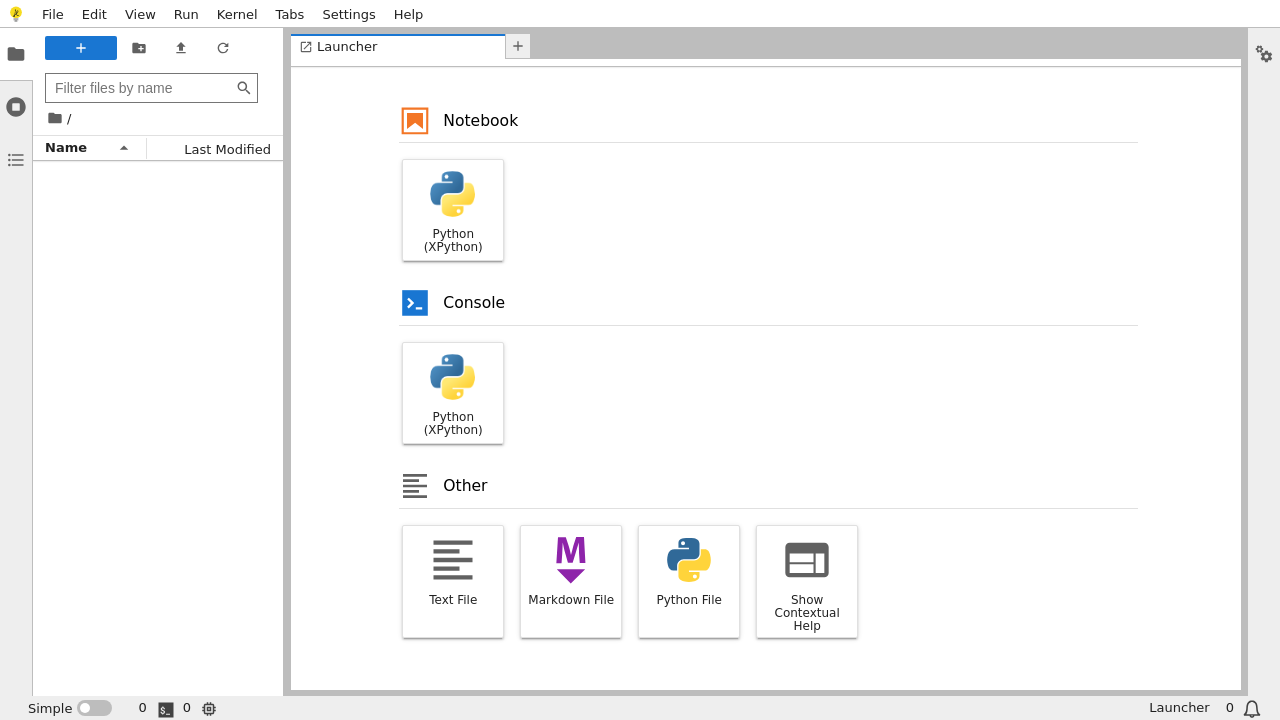 File Edit View Run Kernel Tabs Settings Help
Launcher
Filter files by name
/
Name
Last Modified
Notebook
Python
(XPython)
Console
Python
(XPython)
Other
Text File
Markdown File
Python File
Show
Contextual
Help
Simple 0 $_ 0
Launcher 0